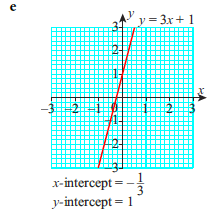 e
y
y = 3x + 1
3
2
1
x
-3 -2 -1 0 1 2 3
-1
-2
-3
x-intercept = -1/3
y-intercept = 1